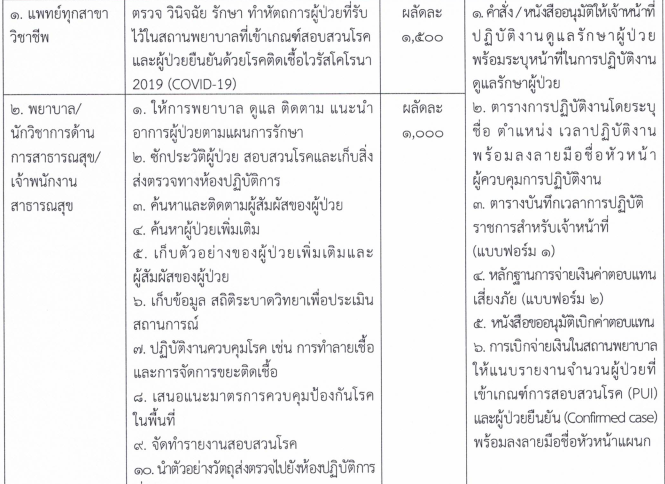 ๑. แพทย์ทุกสาขา
วิชาชีพ
ตรวจ วินิจฉัย รักษา ทำหัตถการผู้ป่วยที่รับ
ไว้ในสถานพยาบาลที่เข้าเกณฑ์สอบสวนโรค
และผู้ป่วยยืนยันด้วยโรคติดเชื้อไวรัสโคโรนา
2019 (COVID-19)
ผลัดละ
๑,๕๐๐
๒. พยาบาล/
นักวิชาการด้าน
การสาธารณสุข/
เจ้าพนักงาน
สาธารณสุข
๑. ให้การพยาบาล ดูแล ติดตาม แนะนำ
อาการผู้ป่วยตามแผนการรักษา
๒. ซักประวัติผู้ป่วย สอบสวนโรคและเก็บสิ่ง
ส่งตรวจทางห้องปฏิบัติการ
๓. ค้นหาและติดตามผู้สัมผัสของผู้ป่วย
๔. ค้นหาผู้ป่วยเพิ่มเติม
๕. เก็บตัวอย่างของผู้ป่วยเพิ่มเติมและ
ผู้สัมผัสของผู้ป่วย
๖. เก็บข้อมูล สถิติระบาดวิทยาเพื่อประเมิน
สถานการณ์
๗. ปฏิบัติงานควบคุมโรค เช่น การทำลายเชื้อ
และการจัดการขยะติดเชื้อ
๘. เสนอแนะมาตรการควบคุมป้องกันโรค
ในพื้นที่
๙. จัดทำรายงานสอบสวนโรค
๑๐. นำตัวอย่างวัตถุส่งตรวจไปยังห้องปฏิบัติการ
ผลัดละ
๑,๐๐๐
๑. คำสั่ง / หนังสืออนุมัติให้เจ้าหน้าที่
ปฏิบัติงานดูแลรักษาผู้ป่วย
พร้อมระบุหน้าที่ในการปฏิบัติงาน
ดูแลรักษาผู้ป่วย
๒. ตารางการปฏิบัติงานโดยระบุ
ชื่อ ตำแหน่ง เวลาปฏิบัติงาน
พร้อมลงลายมือชื่อหัวหน้า
ผู้ควบคุมการปฏิบัติงาน
๓. ตารางบันทึกเวลาการปฏิบัติ
ราชการสำหรับเจ้าหน้าที่
(แบบฟอร์ม ๑)
๔. หลักฐานการจ่ายเงินค่าตอบแทน
เสี่ยงภัย (แบบฟอร์ม ๒)
๕. หนังสือขออนุมัติเบิกค่าตอบแทน
๖. การเบิกจ่ายเงินในสถานพยาบาล
ให้แนบรายงานจำนวนผู้ป่วยที่
เข้าเกณฑ์การสอบสวนโรค (PUI)
และผู้ป่วยยืนยัน (Confirmed case)
พร้อมลงลายมือชื่อหัวหน้าแผนก